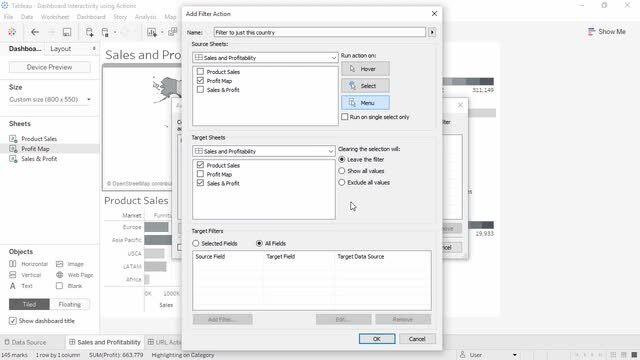 Tableau - Dashboard Interactivity using Actions
Dashboard
Story
Analysis
Map
Show Me
Dashboa...
Layout
Device Preview
Size
Custom size (800 x 550)
Sheets
Product Sales
Profit Map
Sales & Profit
Objects
Horizontal
Image
Vertical
Web Page
Text
Blank
Tiled
Floating
Show dashboard title
Sales and Pro
© OpenStreetMap contribut
Product Sales
Market
Furnitu
Europe
Asia Pacific
USCA
LATAM
Africa
0K
1000K
Sales
311,149
19,933
Add Filter Action
Name:
Filter to just this country
Source Sheets:
Sales and Profitability
Product Sales
Profit Map
Sales & Profit
Run action on:
Hover
Select
Menu
Run on single select only
Target Sheets
Sales and Profitability
Product Sales
Profit Map
Sales & Profit
Clearing the selection will:
Leave the filter
Show all values
Exclude all values
Target Filters
Selected Fields
All Fields
Source Field
Target Field
Target Data Source
Add Filter...
Edit...
Remove
OK
Cancel
Data Source
Sales and Profitability
URL Acti
145 marks
1 row by 1 column
SUM(Profit): 663,779
Highlighting on Category
User